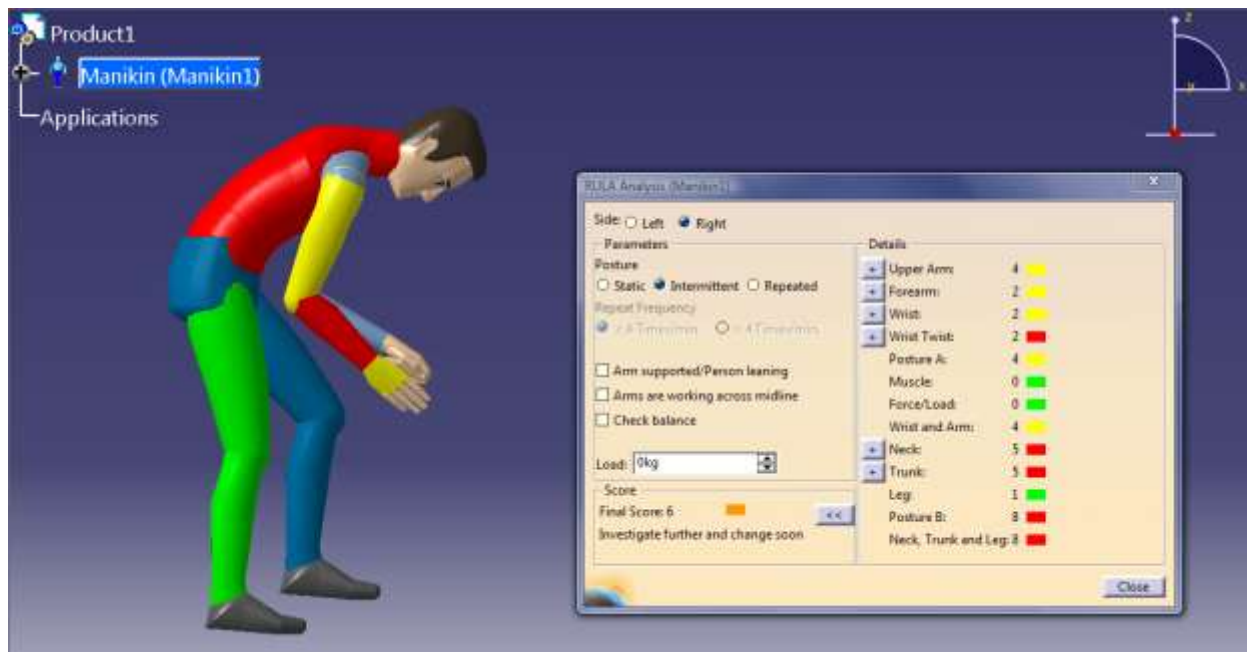 Product1
Manikin (Manikin1)
Applications
z
y
x
RULA Analysis (Manikin1)
Side: Left Right
Parameters
Posture
Static Intermittent Repeated
Repeat Frequency
Arm supported/Person leaning
Arms are working across midline
Check balance
Load: 0kg
Score
Final Score: 6
<<
Investigate further and change soon
Details
+ Upper Arm: 4
+ Forearm: 2
+ Wrist: 2
+ Wrist Twist: 2
Posture A: 4
Muscle: 0
Force/Load: 0
Wrist and Arm: 4
+ Neck: 5
+ Trunk: 5
Leg: 1
Posture B: 8
Neck, Trunk and Leg: 8
Close